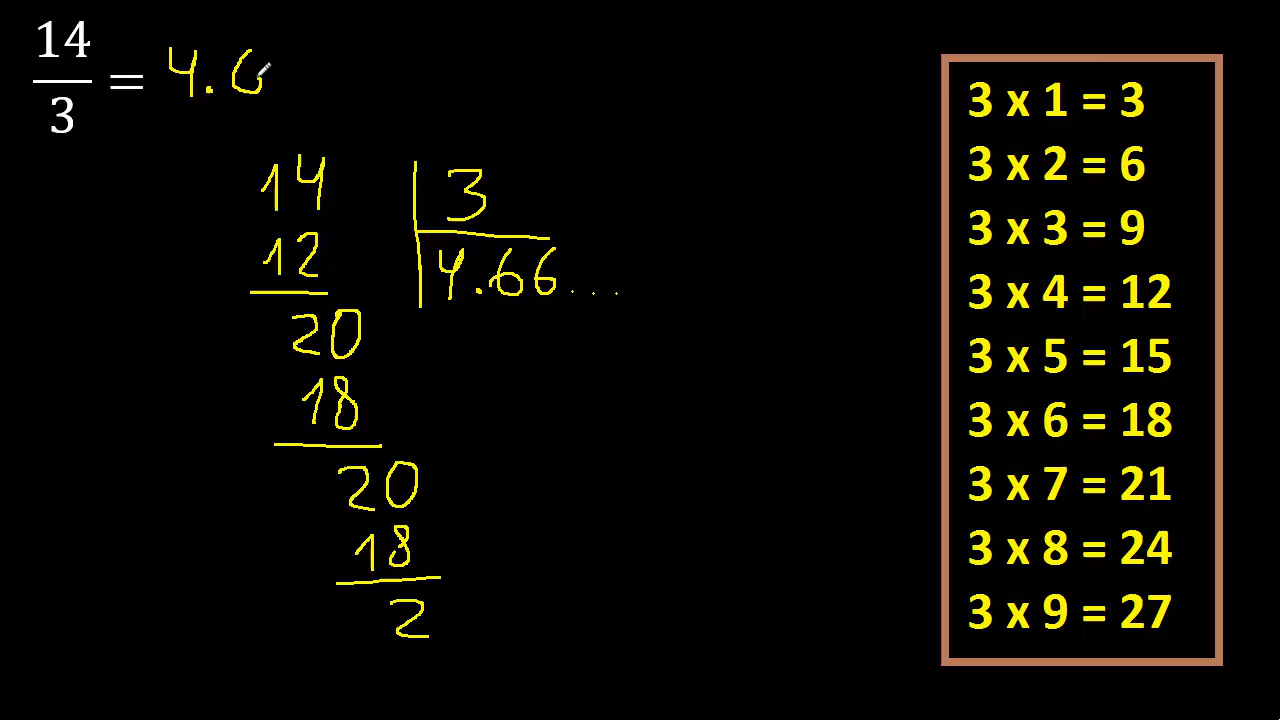 14
3
= 4.6
14 3
12 4.66...
20
18
20
18
2
3 x 1 = 3
3 x 2 = 6
3 x 3 = 9
3 x 4 = 12
3 x 5 = 15
3 x 6 = 18
3 x 7 = 21
3 x 8 = 24
3 x 9 = 27